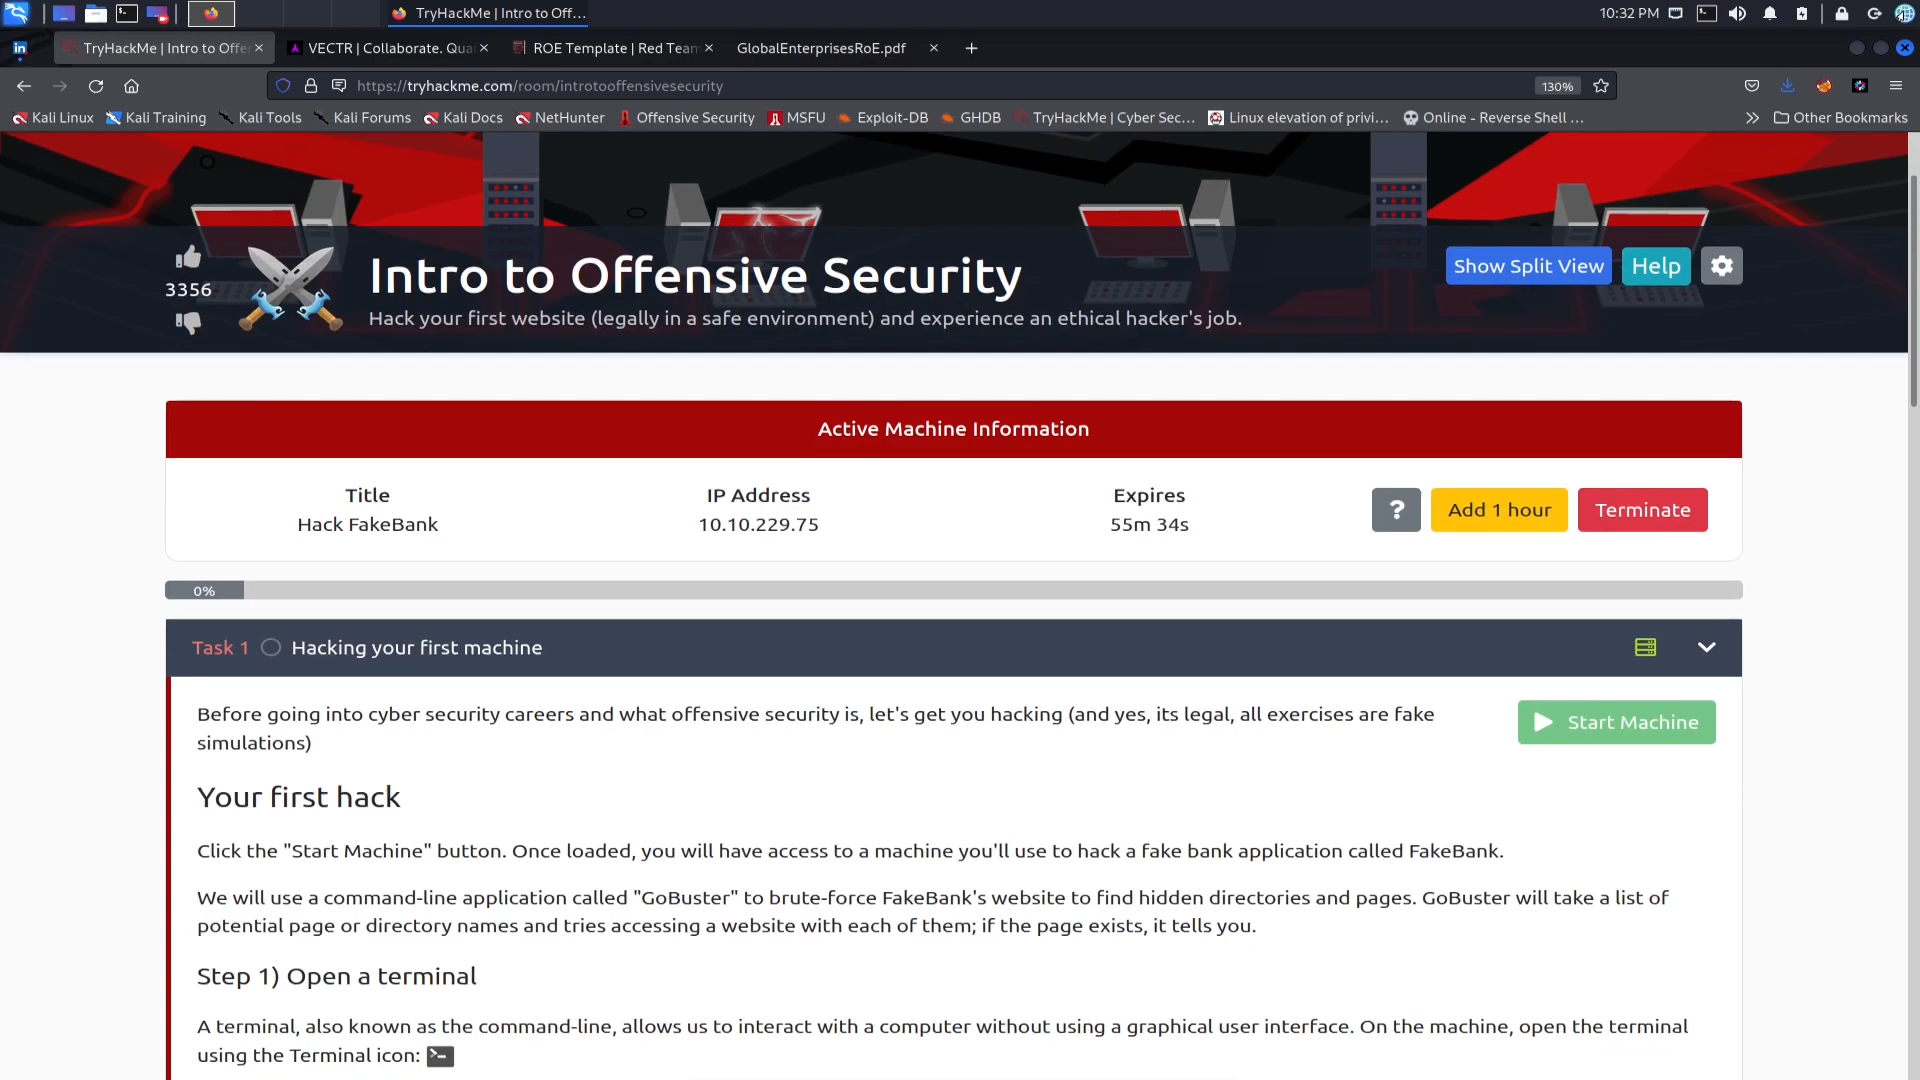 TryHackMe | Intro to Off...
10:32 PM
TryHackMe | Intro to Offe
VECTR | Collaborate. Qua
ROE Template | Red Team
GlobalEnterprisesRoE.pdf
https://tryhackme.com/room/introtooffensivesecurity
130%
Kali Linux
Kali Training
Kali Tools
Kali Forums
Kali Docs
NetHunter
Offensive Security
MSFU
Exploit-DB
GHDB
TryHackMe | Cyber Sec...
Linux elevation of privi...
Online - Reverse Shell ...
Other Bookmarks
3356
Intro to Offensive Security
Hack your first website (legally in a safe environment) and experience an ethical hacker's job.
Show Split View
Help
Active Machine Information
Title
IP Address
Expires
Hack FakeBank
10.10.229.75
55m 34s
?
Add 1 hour
Terminate
0%
Task 1
Hacking your first machine
Before going into cyber security careers and what offensive security is, let's get you hacking (and yes, its legal, all exercises are fake
simulations)
Start Machine
Your first hack
Click the "Start Machine" button. Once loaded, you will have access to a machine you'll use to hack a fake bank application called FakeBank.
We will use a command-line application called "GoBuster" to brute-force FakeBank's website to find hidden directories and pages. GoBuster will take a list of
potential page or directory names and tries accessing a website with each of them; if the page exists, it tells you.
Step 1) Open a terminal
A terminal, also known as the command-line, allows us to interact with a computer without using a graphical user interface. On the machine, open the terminal
using the Terminal icon: